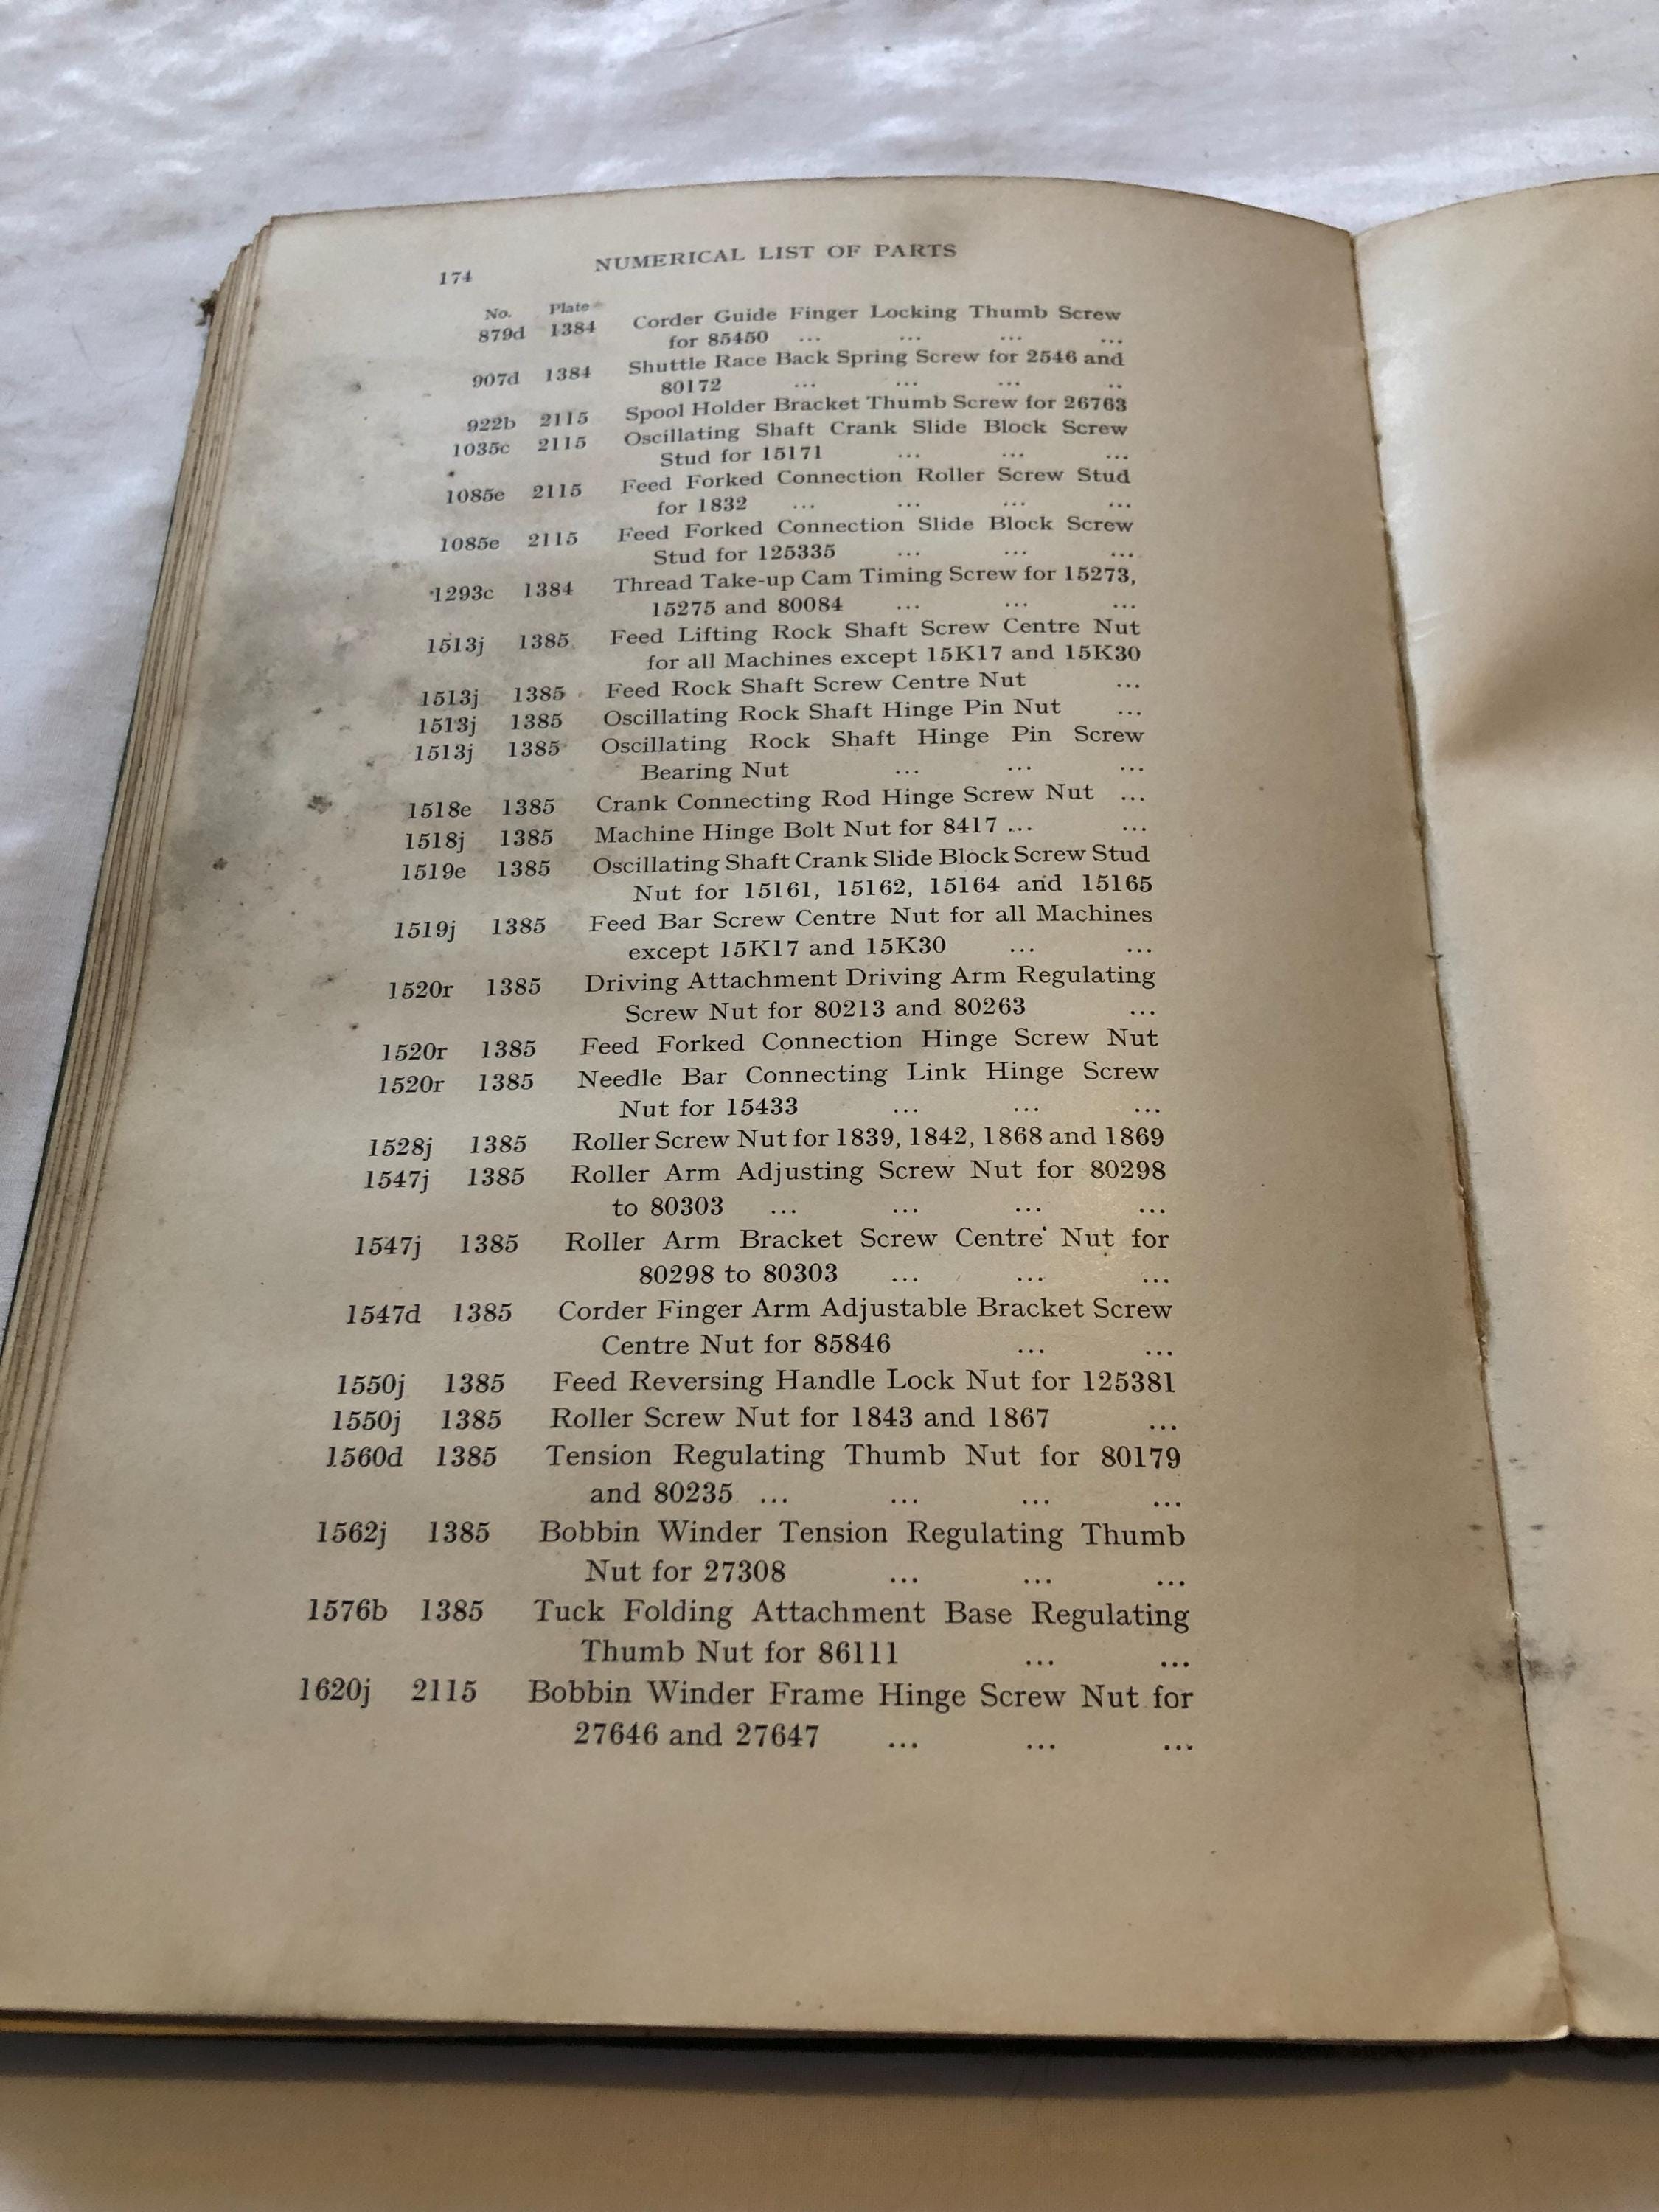 174 NUMERICAL LIST OF PARTS
No. Plate
879d 1384 Corder Guide Finger Locking Thumb Screw
for 85450 ... ... ... ...
907d 1384 Shuttle Race Back Spring Screw for 2546 and
80172 ... ... ... ..
922b 2115 Spool Holder Bracket Thumb Screw for 26763
1035c 2115 Oscillating Shaft Crank Slide Block Screw
Stud for 15171 ... ... ...
1085e 2115 Feed Forked Connection Roller Screw Stud
for 1832 ... ... ... ...
1085e 2115 Feed Forked Connection Slide Block Screw
Stud for 125335 ... ... ...
1293c 1384 Thread Take-up Cam Timing Screw for 15273,
15275 and 80084 ... ... ...
1513j 1385 Feed Lifting Rock Shaft Screw Centre Nut
for all Machines except 15K17 and 15K30
1513j 1385 Feed Rock Shaft Screw Centre Nut ...
1513j 1385 Oscillating Rock Shaft Hinge Pin Nut ...
1513j 1385 Oscillating Rock Shaft Hinge Pin Screw
Bearing Nut ... ... ...
1518e 1385 Crank Connecting Rod Hinge Screw Nut ...
1518j 1385 Machine Hinge Bolt Nut for 8417 ... ...
1519e 1385 Oscillating Shaft Crank Slide Block Screw Stud
Nut for 15161, 15162, 15164 and 15165
1519j 1385 Feed Bar Screw Centre Nut for all Machines
except 15K17 and 15K30 ... ...
1520r 1385 Driving Attachment Driving Arm Regulating
Screw Nut for 80213 and 80263 ...
1520r 1385 Feed Forked Connection Hinge Screw Nut
1520r 1385 Needle Bar Connecting Link Hinge Screw
Nut for 15433 ... ... ...
1528j 1385 Roller Screw Nut for 1839, 1842, 1868 and 1869
1547j 1385 Roller Arm Adjusting Screw Nut for 80298
to 80303 ... ... ... ...
1547j 1385 Roller Arm Bracket Screw Centre Nut for
80298 to 80303 ... ... ...
1547d 1385 Corder Finger Arm Adjustable Bracket Screw
Centre Nut for 85846 ... ...
1550j 1385 Feed Reversing Handle Lock Nut for 125381
1550j 1385 Roller Screw Nut for 1843 and 1867 ...
1560d 1385 Tension Regulating Thumb Nut for 80179
and 80235 ... ... ... ...
1562j 1385 Bobbin Winder Tension Regulating Thumb
Nut for 27308 ... ... ...
1576b 1385 Tuck Folding Attachment Base Regulating
Thumb Nut for 86111 ... ...
1620j 2115 Bobbin Winder Frame Hinge Screw Nut for
27646 and 27647 ... ... ...